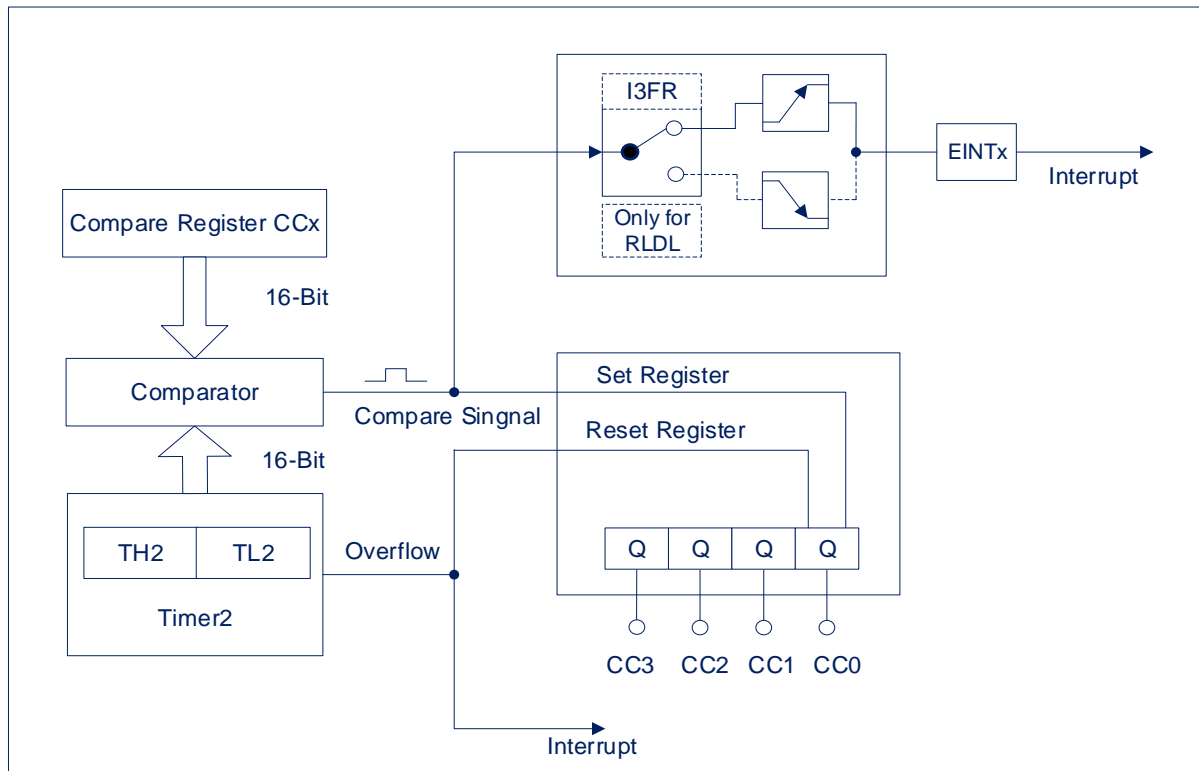 I3FR
Only for
RLDL
EINTx
Interrupt
Compare Register CCx
16-Bit
Comparator
Compare Singnal
Set Register
Reset Register
16-Bit
TH2
TL2
Timer2
Overflow
Q
Q
Q
Q
CC3
CC2
CC1
CC0
Interrupt